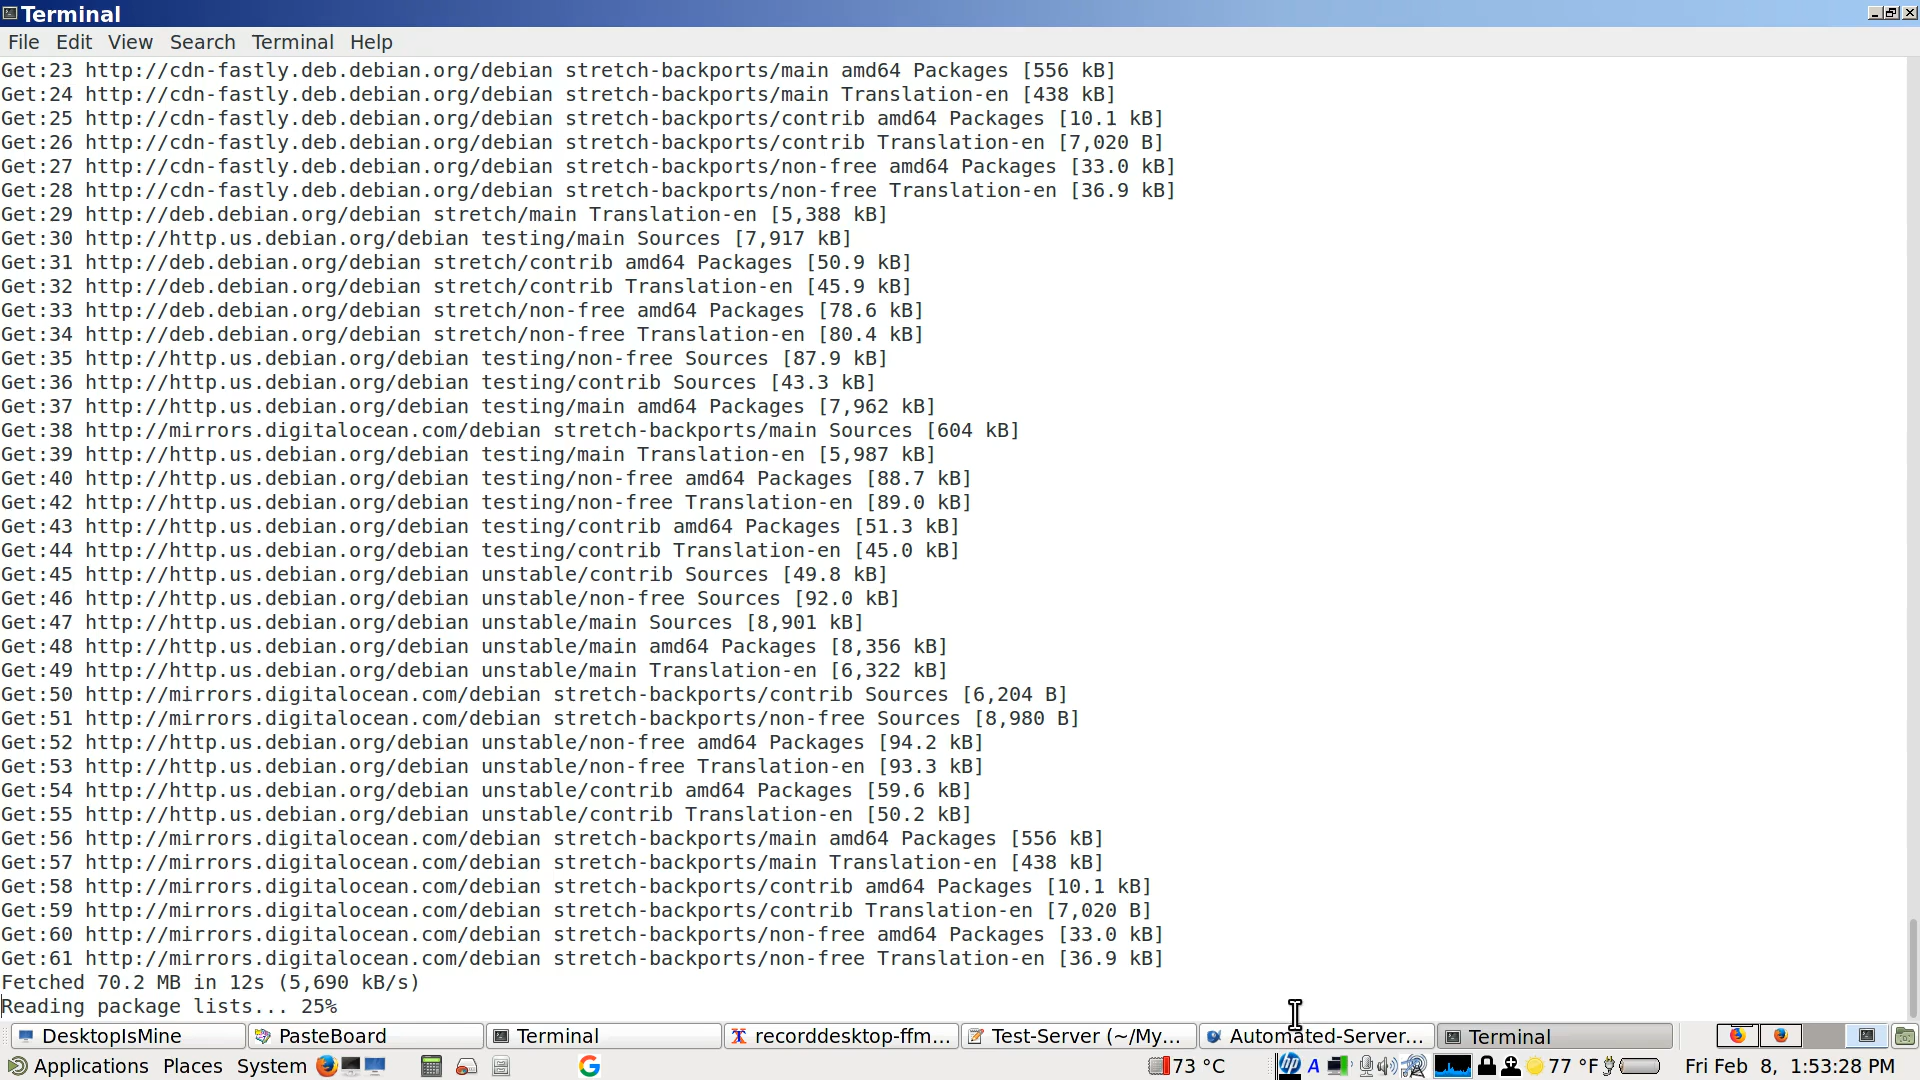 Terminal
File Edit View Search Terminal Help
Get:23 http://cdn-fastly.deb.debian.org/debian stretch-backports/main amd64 Packages [556 kB]
Get:24 http://cdn-fastly.deb.debian.org/debian stretch-backports/main Translation-en [438 kB]
Get:25 http://cdn-fastly.deb.debian.org/debian stretch-backports/contrib amd64 Packages [10.1 kB]
Get:26 http://cdn-fastly.deb.debian.org/debian stretch-backports/contrib Translation-en [7,020 B]
Get:27 http://cdn-fastly.deb.debian.org/debian stretch-backports/non-free amd64 Packages [33.0 kB]
Get:28 http://cdn-fastly.deb.debian.org/debian stretch-backports/non-free Translation-en [36.9 kB]
Get:29 http://deb.debian.org/debian stretch/main Translation-en [5,388 kB]
Get:30 http://http.us.debian.org/debian testing/main Sources [7,917 kB]
Get:31 http://deb.debian.org/debian stretch/contrib amd64 Packages [50.9 kB]
Get:32 http://deb.debian.org/debian stretch/contrib Translation-en [45.9 kB]
Get:33 http://deb.debian.org/debian stretch/non-free amd64 Packages [78.6 kB]
Get:34 http://deb.debian.org/debian stretch/non-free Translation-en [80.4 kB]
Get:35 http://http.us.debian.org/debian testing/non-free Sources [87.9 kB]
Get:36 http://http.us.debian.org/debian testing/contrib Sources [43.3 kB]
Get:37 http://http.us.debian.org/debian testing/main amd64 Packages [7,962 kB]
Get:38 http://mirrors.digitalocean.com/debian stretch-backports/main Sources [604 kB]
Get:39 http://http.us.debian.org/debian testing/main Translation-en [5,987 kB]
Get:40 http://http.us.debian.org/debian testing/non-free amd64 Packages [88.7 kB]
Get:42 http://http.us.debian.org/debian testing/non-free Translation-en [89.0 kB]
Get:43 http://http.us.debian.org/debian testing/contrib amd64 Packages [51.3 kB]
Get:44 http://http.us.debian.org/debian testing/contrib Translation-en [45.0 kB]
Get:45 http://http.us.debian.org/debian unstable/contrib Sources [49.8 kB]
Get:46 http://http.us.debian.org/debian unstable/non-free Sources [92.0 kB]
Get:47 http://http.us.debian.org/debian unstable/main Sources [8,901 kB]
Get:48 http://http.us.debian.org/debian unstable/main amd64 Packages [8,356 kB]
Get:49 http://http.us.debian.org/debian unstable/main Translation-en [6,322 kB]
Get:50 http://mirrors.digitalocean.com/debian stretch-backports/contrib Sources [6,204 B]
Get:51 http://mirrors.digitalocean.com/debian stretch-backports/non-free Sources [8,980 B]
Get:52 http://http.us.debian.org/debian unstable/non-free amd64 Packages [94.2 kB]
Get:53 http://http.us.debian.org/debian unstable/non-free Translation-en [93.3 kB]
Get:54 http://http.us.debian.org/debian unstable/contrib amd64 Packages [59.6 kB]
Get:55 http://http.us.debian.org/debian unstable/contrib Translation-en [50.2 kB]
Get:56 http://mirrors.digitalocean.com/debian stretch-backports/main amd64 Packages [556 kB]
Get:57 http://mirrors.digitalocean.com/debian stretch-backports/main Translation-en [438 kB]
Get:58 http://mirrors.digitalocean.com/debian stretch-backports/contrib amd64 Packages [10.1 kB]
Get:59 http://mirrors.digitalocean.com/debian stretch-backports/contrib Translation-en [7,020 B]
Get:60 http://mirrors.digitalocean.com/debian stretch-backports/non-free amd64 Packages [33.0 kB]
Get:61 http://mirrors.digitalocean.com/debian stretch-backports/non-free Translation-en [36.9 kB]
Fetched 70.2 MB in 12s (5,690 kB/s)
Reading package lists... 25%
DesktopIsMine PasteBoard Terminal recorddesktop-ffm... Test-Server (~/My... Automated-Server... Terminal
Applications Places System 73 °C hp A 77 °F Fri Feb 8, 1:53:28 PM